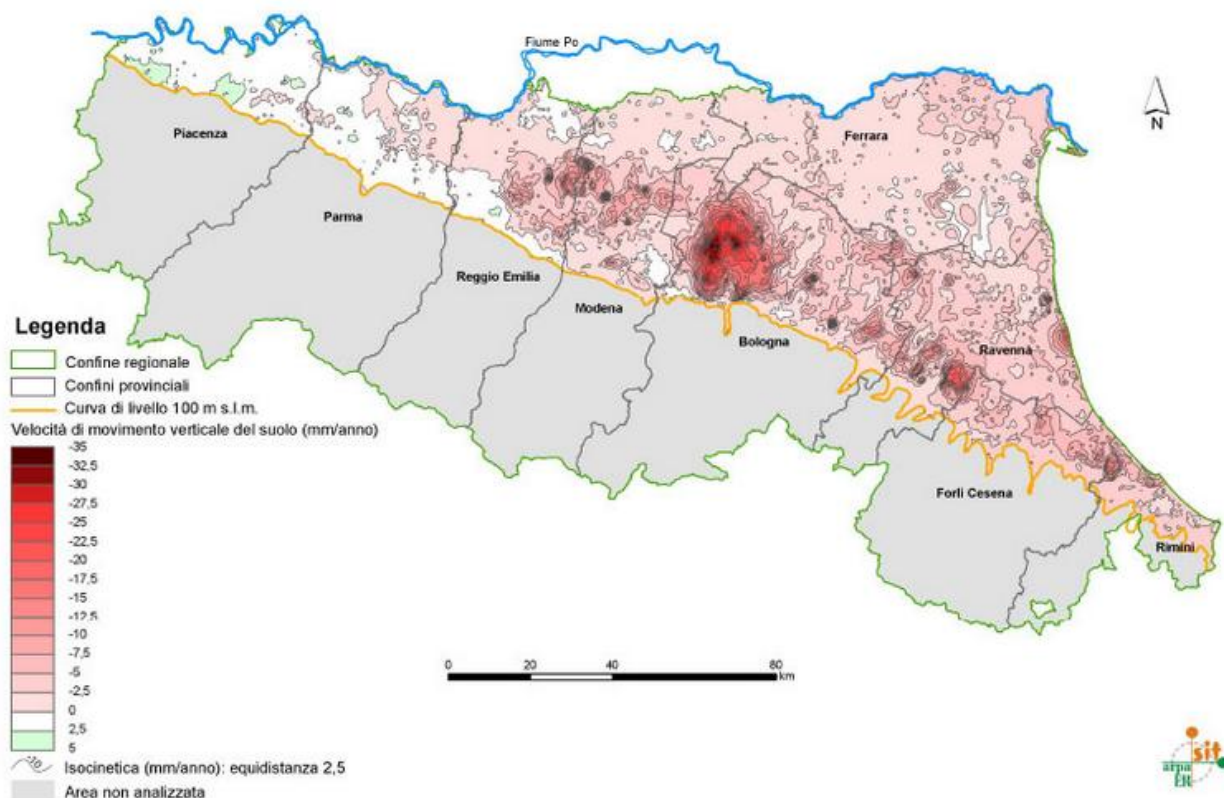 Fiume Po
N
Piacenza
Ferrara
Parma
Reggio Emilia
Modena
Bologna
Ravenna
Forlì Cesena
Rimini
Legenda
Confine regionale
Confini provinciali
Curva di livello 100 m s.l.m.
Velocità di movimento verticale del suolo (mm/anno)
-35
-32,5
-30
-27,5
-25
-22,5
-20
-17,5
-15
-12,5
-10
-7,5
-5
-2,5
0
2,5
5
-10
Isocinetica (mm/anno): equidistanza 2,5
Area non analizzata
0 20 40 80
km
sit
arpa
ER